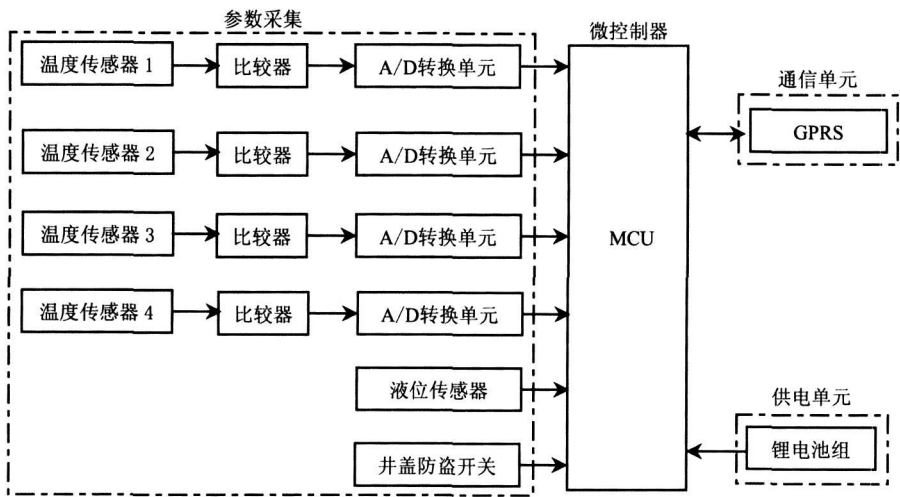 参数采集
微控制器
温度传感器 1
比较器
A/D转换单元
通信单元
GPRS
温度传感器 2
比较器
A/D转换单元
温度传感器 3
比较器
A/D转换单元
MCU
温度传感器 4
比较器
A/D转换单元
液位传感器
供电单元
锂电池组
井盖防盗开关